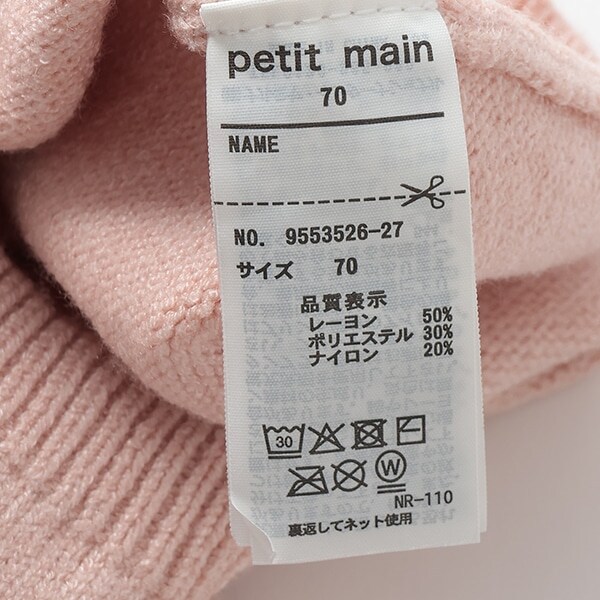 petit main
70
NAME
NO. 9553526-27
サイズ 70
品質表示
レーヨン 50%
ポリエステル 30%
ナイロン 20%
30
W
NR-110
裏返してネット使用